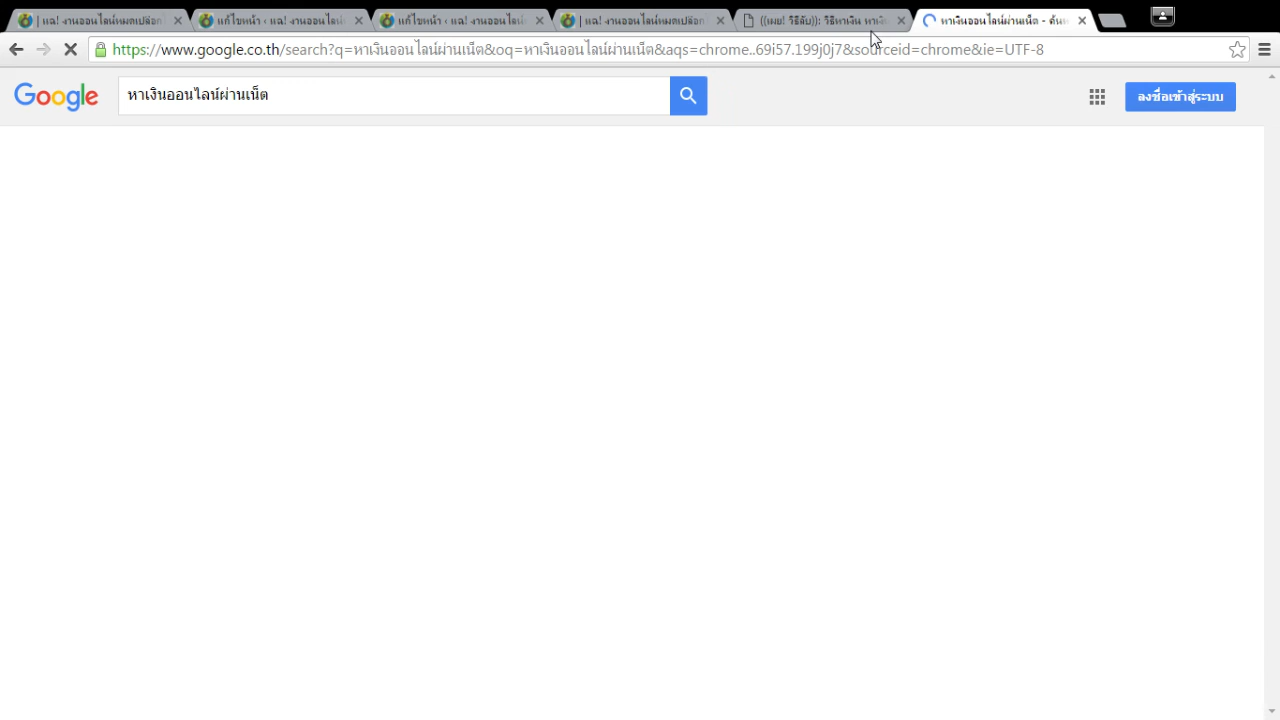 | แฉ! งานออนไลน์หมดเปลือก
แก้ไขหน้า ‹ แฉ! งานออนไลน์
แก้ไขหน้า ‹ แฉ! งานออนไลน์
| แฉ! งานออนไลน์หมดเปลือก
((เผย! วิธีลับ)): วิธีหาเงิน หาเงิ
หาเงินออนไลน์ผ่านเน็ต - ค้นห
https://www.google.co.th/search?q=หาเงินออนไลน์ผ่านเน็ต&oq=หาเงินออนไลน์ผ่านเน็ต&aqs=chrome..69i57.199j0j7&sourceid=chrome&ie=UTF-8
Google
หาเงินออนไลน์ผ่านเน็ต
ลงชื่อเข้าสู่ระบบ